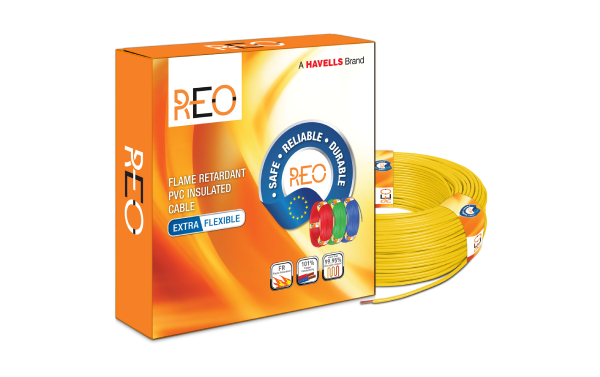 A HAVELLS Brand
REO
SAFE • RELIABLE • DURABLE
REO
FLAME RETARDANT
PVC INSULATED
CABLE
EXTRA FLEXIBLE
FR
101%
99.95%
REO